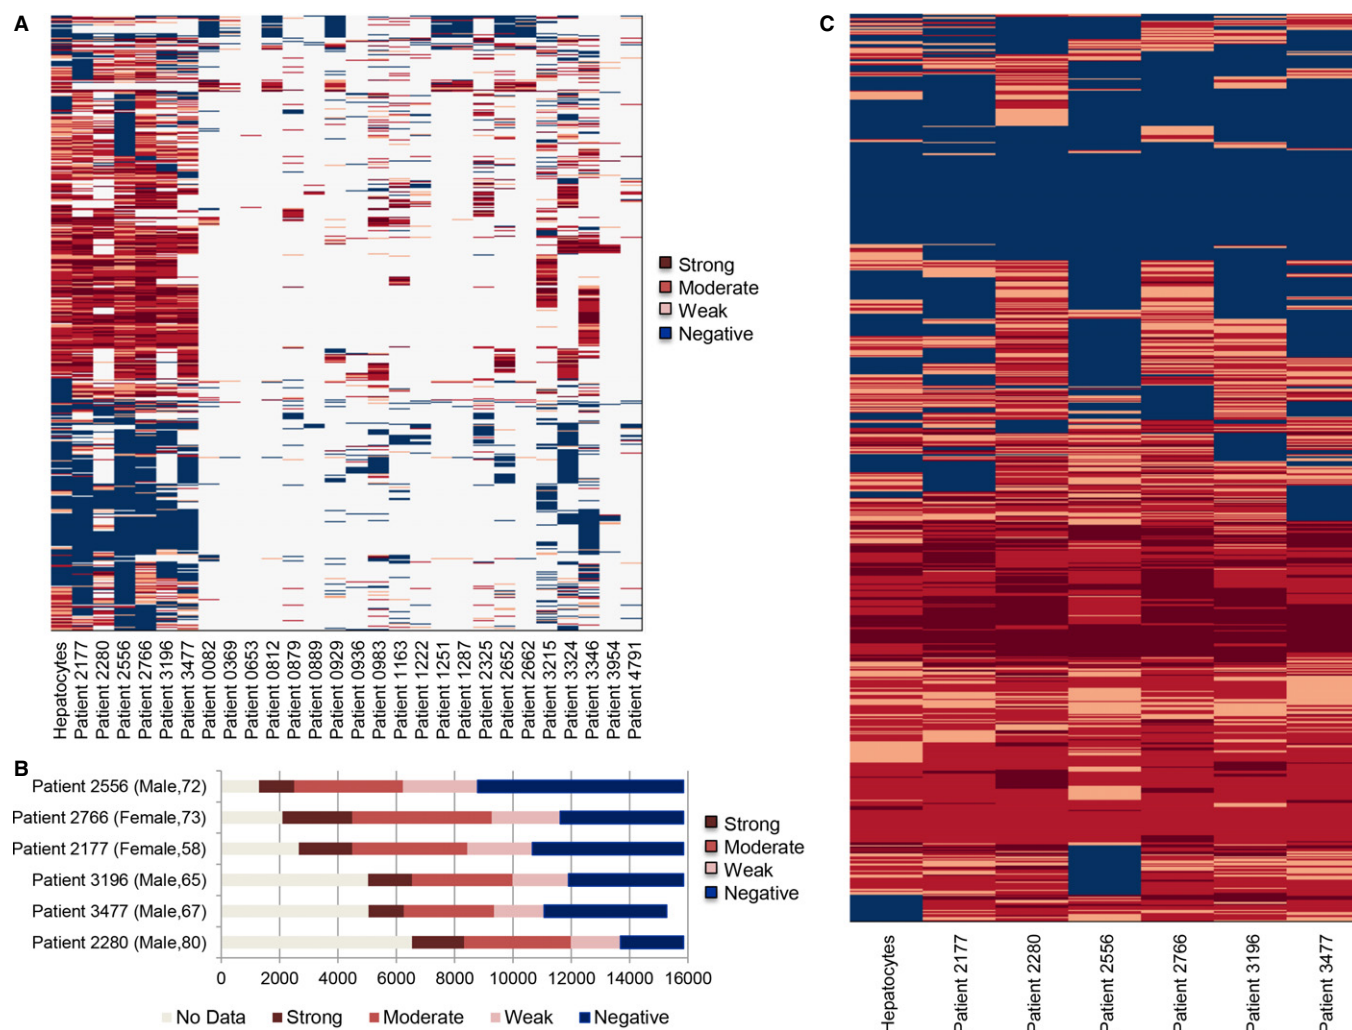 A
Strong
Moderate
Weak
Negative
Hepatocytes
Patient 2177
Patient 2280
Patient 2556
Patient 2766
Patient 3196
Patient 3477
Patient 0082
Patient 0369
Patient 0653
Patient 0812
Patient 0879
Patient 0889
Patient 0929
Patient 0936
Patient 0983
Patient 1163
Patient 1222
Patient 1251
Patient 1287
Patient 2325
Patient 2652
Patient 2662
Patient 3215
Patient 3324
Patient 3346
Patient 3954
Patient 4791
B
Patient 2556 (Male,72)
Patient 2766 (Female,73)
Patient 2177 (Female,58)
Patient 3196 (Male,65)
Patient 3477 (Male,67)
Patient 2280 (Male,80)
0 2000 4000 6000 8000 10000 12000 14000 16000
No Data Strong Moderate Weak Negative
Strong
Moderate
Weak
Negative
C
Hepatocytes
Patient 2177
Patient 2280
Patient 2556
Patient 2766
Patient 3196
Patient 3477